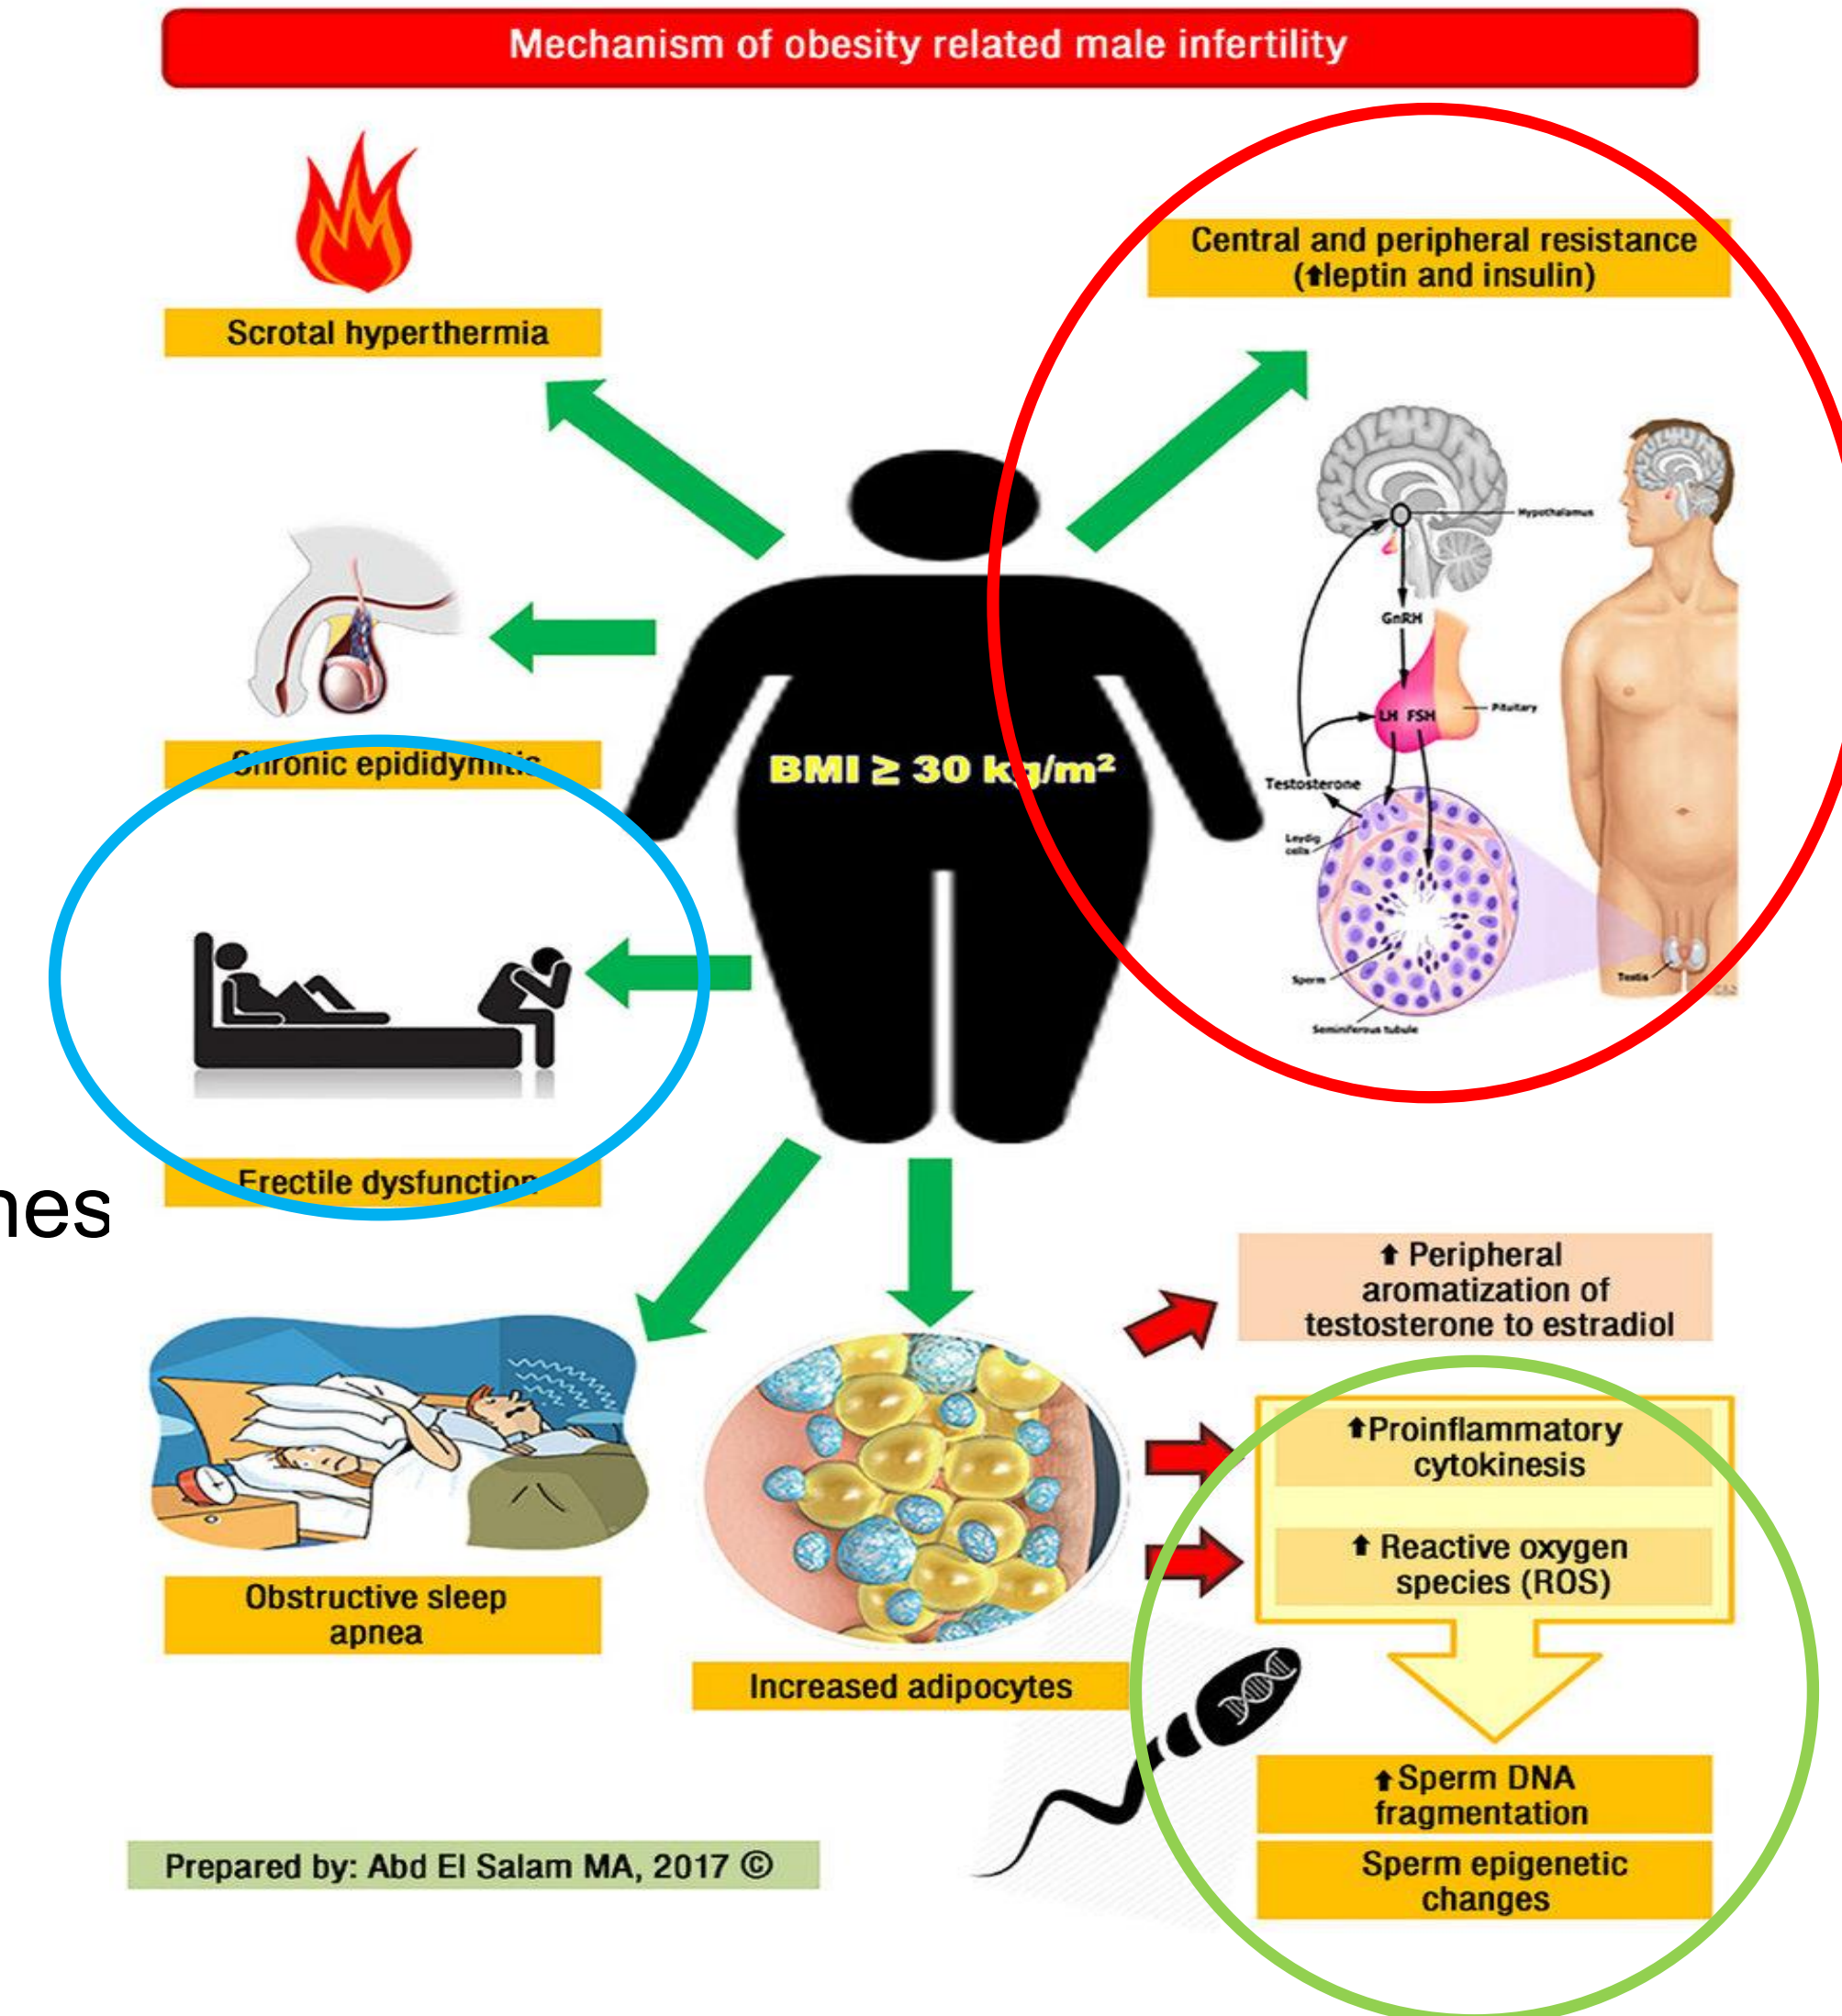 Mechanism of obesity related male infertility
Central and peripheral resistance
(⬆leptin and insulin)
Scrotal hyperthermia
Hypothalamus
GnRH
LH FSH
Pituitary
Testosterone
Leydig
cells
Sperm
Testis
Seminiferous tubule
BMI ≥ 30 kg/m²
Chronic epididymitis
Erectile dysfunction
nes
⬆ Peripheral
aromatization of
testosterone to estradiol
⬆Proinflammatory
cytokinesis
⬆ Reactive oxygen
species (ROS)
Obstructive sleep
apnea
Increased adipocytes
⬆Sperm DNA
fragmentation
Sperm epigenetic
changes
Prepared by: Abd El Salam MA, 2017 ©